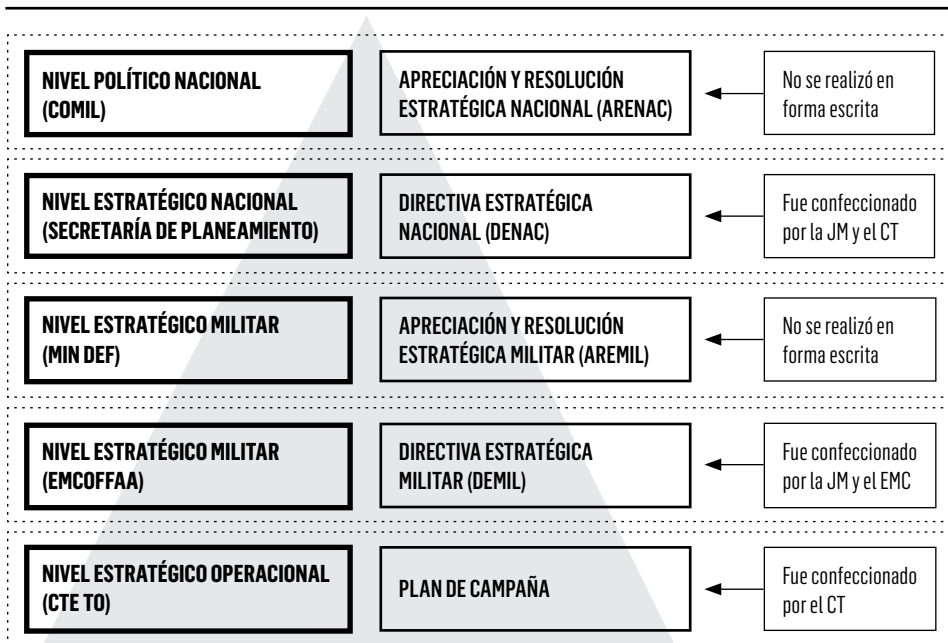 NIVEL POLÍTICO NACIONAL
(COMIL)
APRECIACIÓN Y RESOLUCIÓN
ESTRATÉGICA NACIONAL (ARENAC)
No se realizó en
forma escrita
NIVEL ESTRATÉGICO NACIONAL
(SECRETARÍA DE PLANEAMIENTO)
DIRECTIVA ESTRATÉGICA
NACIONAL (DENAC)
Fue confeccionado
por la JM y el CT
NIVEL ESTRATÉGICO MILITAR
(MIN DEF)
APRECIACIÓN Y RESOLUCIÓN
ESTRATÉGICA MILITAR (AREMIL)
No se realizó en
forma escrita
NIVEL ESTRATÉGICO MILITAR
(EMCOFFAA)
DIRECTIVA ESTRATÉGICA
MILITAR (DEMIL)
Fue confeccionado
por la JM y el EMC
NIVEL ESTRATÉGICO OPERACIONAL
(CTE TO)
PLAN DE CAMPAÑA
Fue confeccionado
por el CT